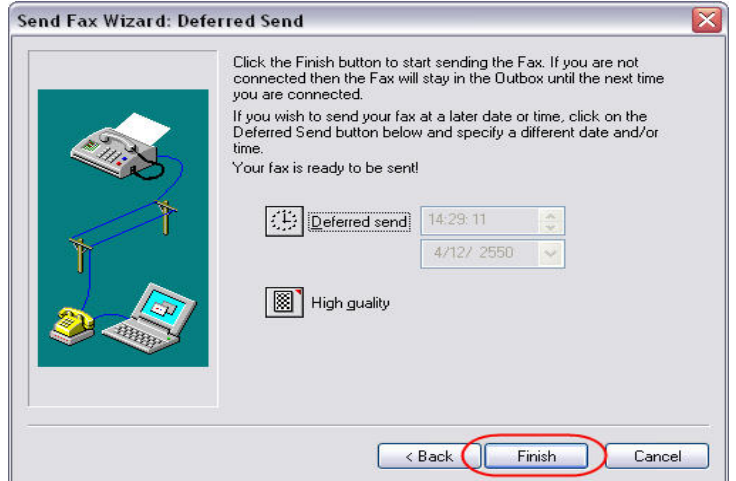 Send Fax Wizard: Deferred Send
Click the Finish button to start sending the Fax. If you are not
connected then the Fax will stay in the Outbox until the next time
you are connected.
If you wish to send your fax at a later date or time, click on the
Deferred Send button below and specify a different date and/or
time.
Your fax is ready to be sent!
Deferred send 14:29:11
4/12/ 2550
High quality
< Back Finish Cancel